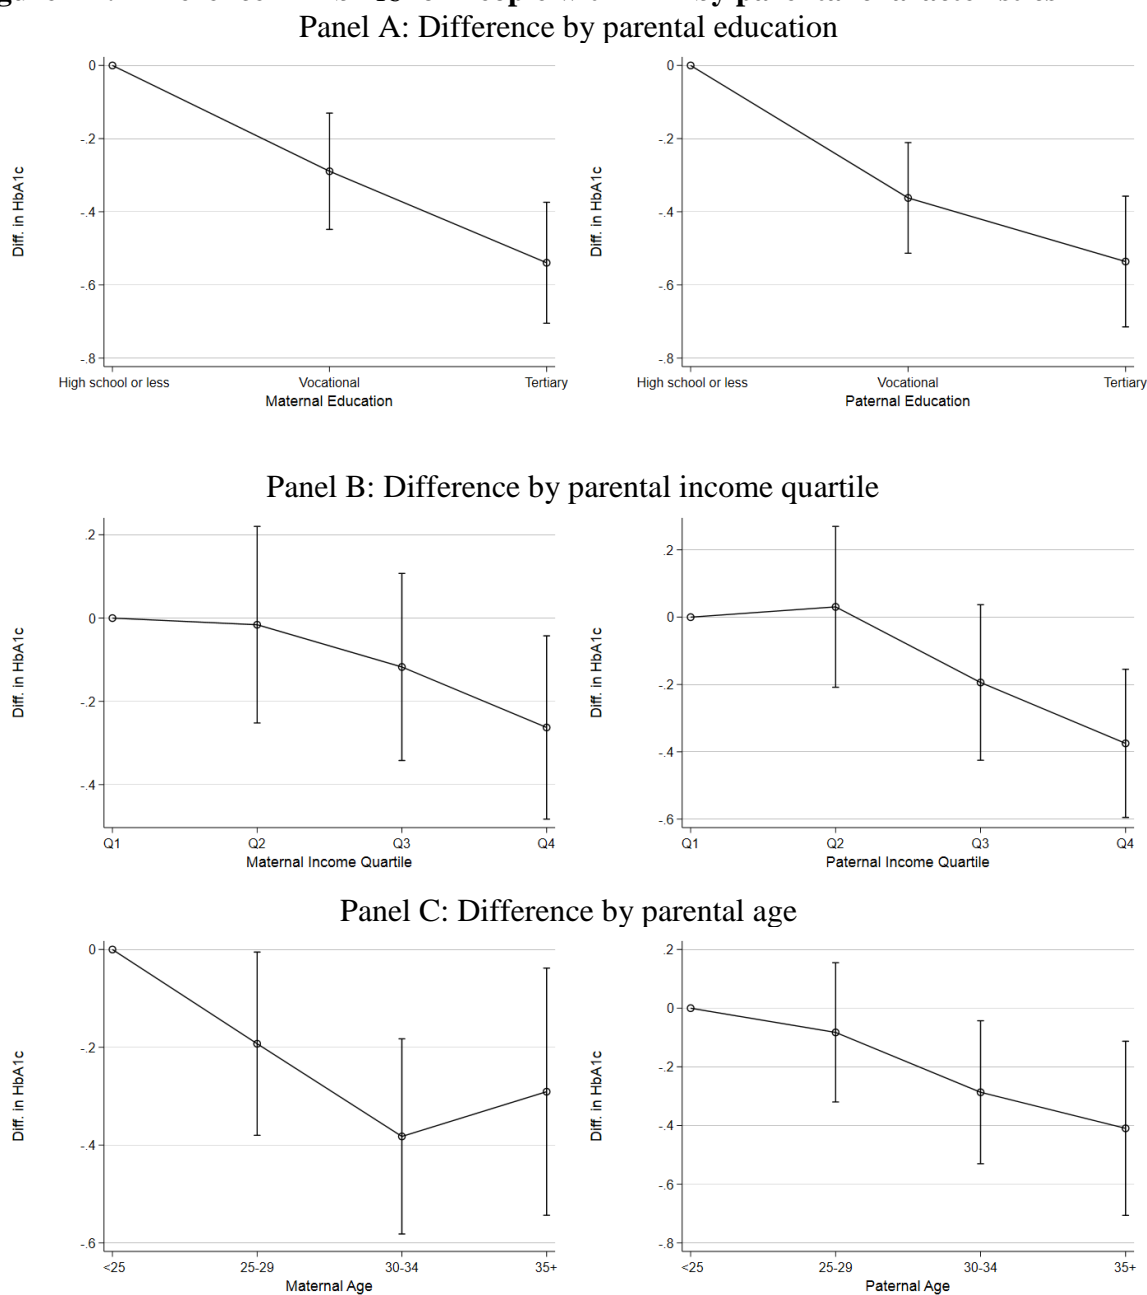 by parental characteristics
Panel A: Difference by parental education
0
-.2
-.4
-.6
-.8
Diff. in HbA1c
High school or less Vocational Tertiary
Maternal Education
0
-.2
-.4
-.6
-.8
Diff. in HbA1c
High school or less Vocational Tertiary
Paternal Education
Panel B: Difference by parental income quartile
.2
0
-.2
-.4
Diff. in HbA1c
Q1 Q2 Q3 Q4
Maternal Income Quartile
.2
0
-.2
-.4
-.6
Diff. in HbA1c
Q1 Q2 Q3 Q4
Paternal Income Quartile
Panel C: Difference by parental age
0
-.2
-.4
-.6
Diff. in HbA1c
<25 25-29 30-34 35+
Maternal Age
.2
0
-.2
-.4
-.6
-.8
Diff. in HbA1c
<25 25-29 30-34 35+
Paternal Age